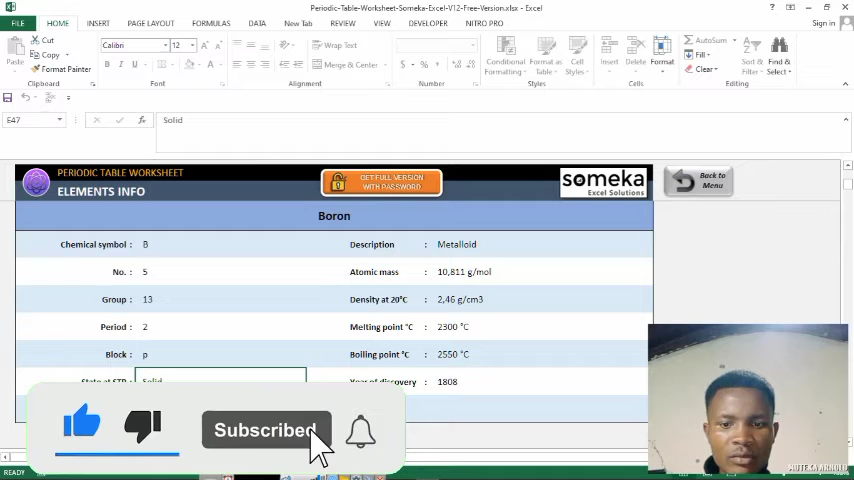 Periodic-Table-Worksheet-Someka-Excel-V12-Free-Version.xlsx - Excel
FILE HOME INSERT PAGE LAYOUT FORMULAS DATA New Tab REVIEW VIEW DEVELOPER NITRO PRO Sign in
Cut
Copy
Format Painter
Paste
Calibri 12
B I U
Wrap Text
Merge & Center
$ % ,
Conditional Formatting
Format as Table
Cell Styles
Insert Delete Format
AutoSum
Fill
Clear
Sort & Filter
Find & Select
Clipboard Font Alignment Number Styles Cells Editing
E47 fx Solid
PERIODIC TABLE WORKSHEET
ELEMENTS INFO
GET FULL VERSION
WITH PASSWORD
someka
Excel Solutions
Back to
Menu
Boron
Chemical symbol : B Description : Metalloid
No. : 5 Atomic mass : 10,811 g/mol
Group : 13 Density at 20°C : 2,46 g/cm3
Period : 2 Melting point °C : 2300 °C
Block : p Boiling point °C : 2550 °C
State at STP : Solid Year of discovery : 1808
Subscribed
READY